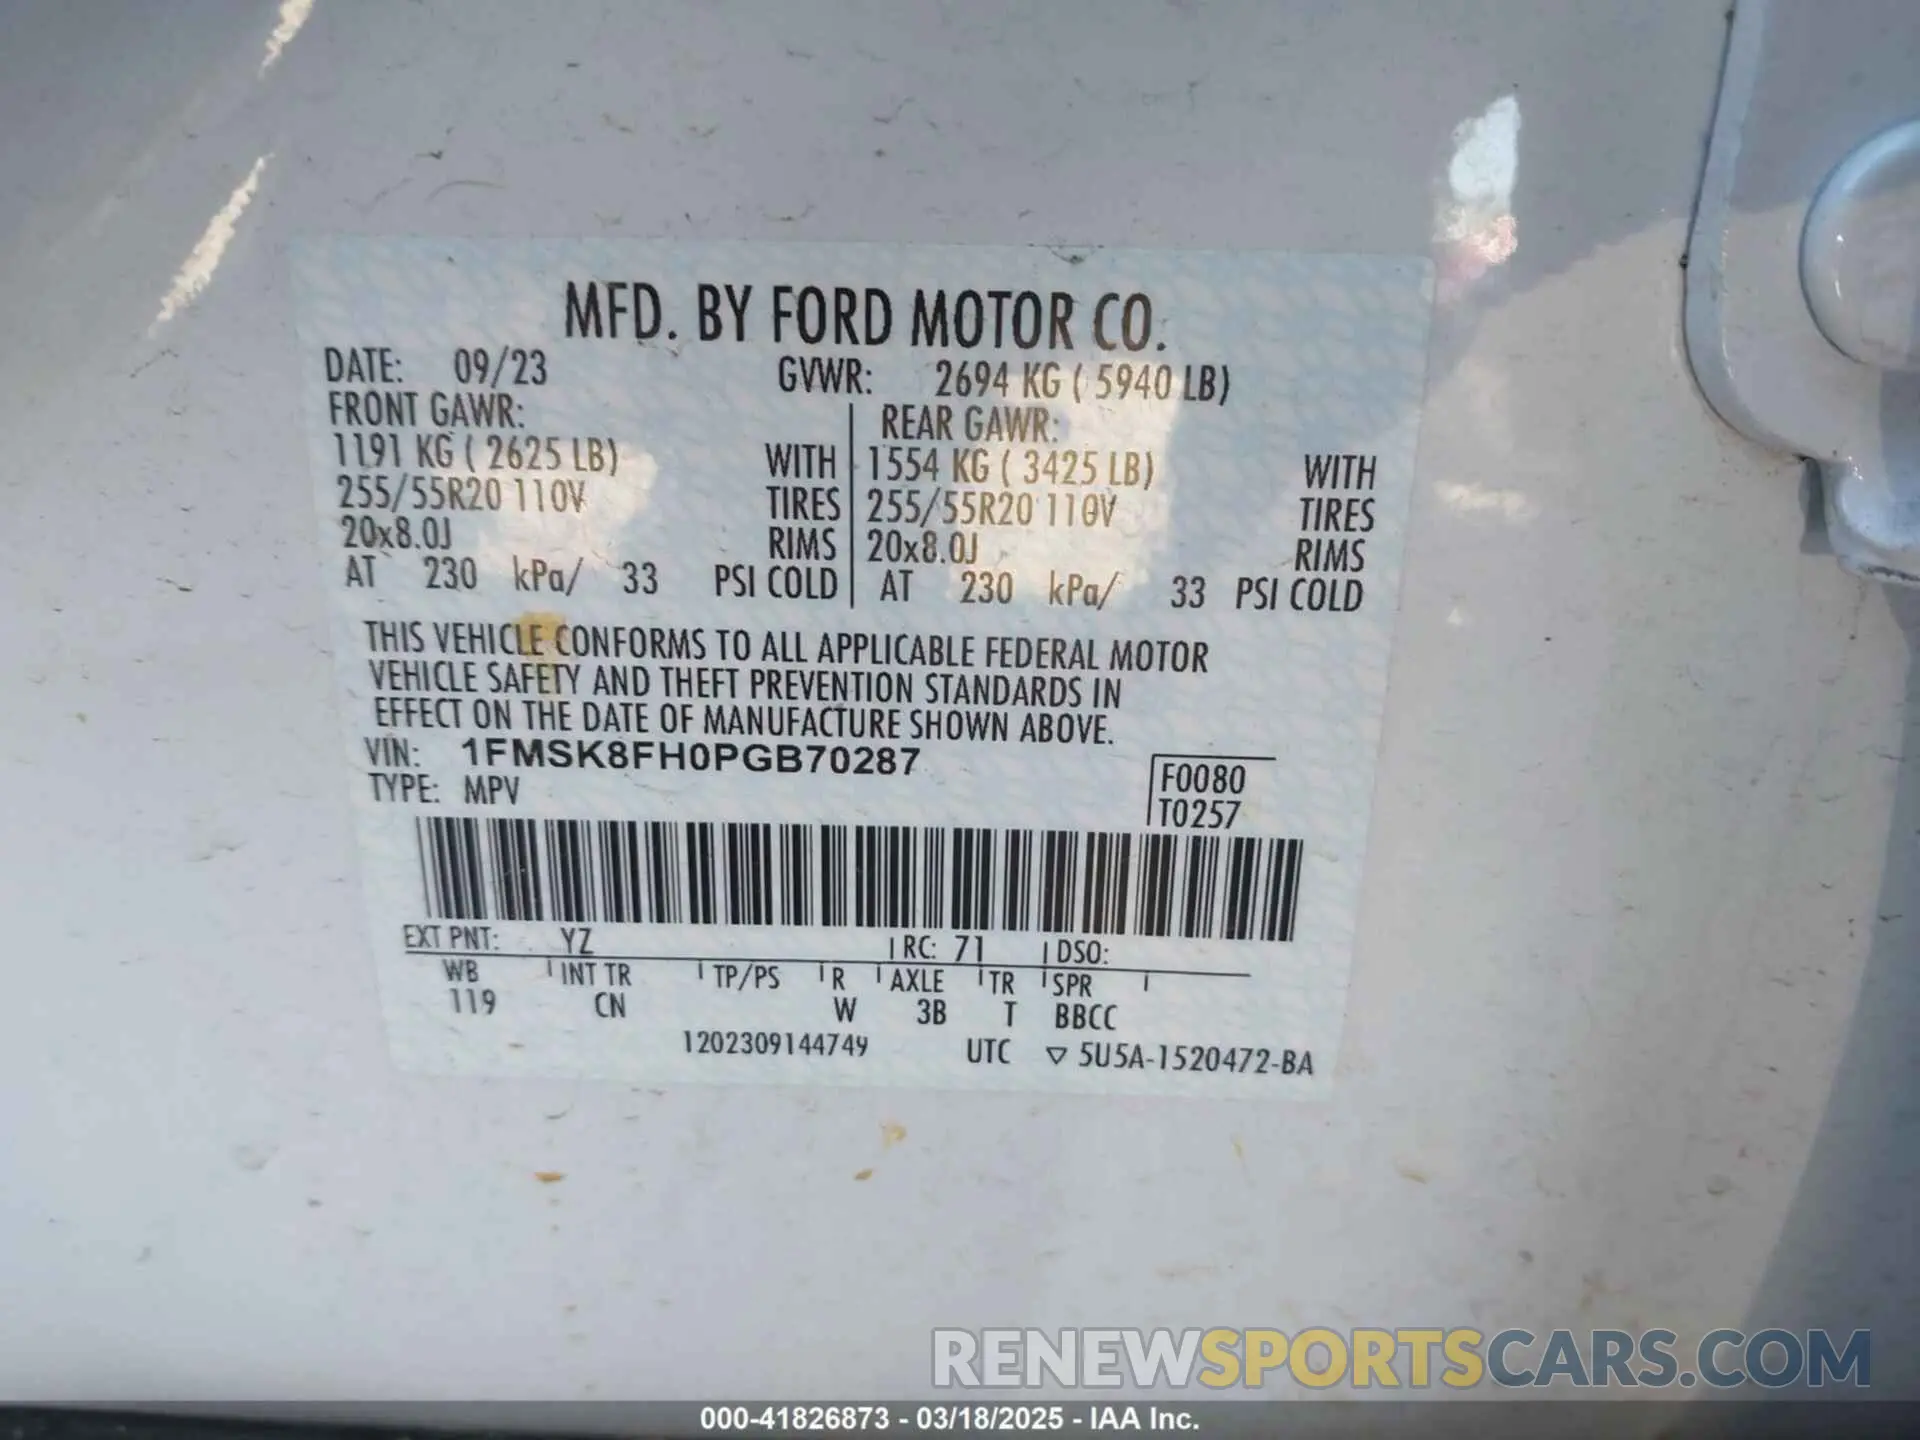 MFD. BY FORD MOTOR CO.
DATE: 09/23 GVWR: 2694 KG ( 5940 LB)
FRONT GAWR: REAR GAWR:
1191 KG ( 2625 LB) WITH 1554 KG ( 3425 LB) WITH
255/55R20 110V TIRES 255/55R20 110V TIRES
20x8.0J RIMS 20x8.0J RIMS
AT 230 kPa/ 33 PSI COLD AT 230 kPa/ 33 PSI COLD
THIS VEHICLE CONFORMS TO ALL APPLICABLE FEDERAL MOTOR
VEHICLE SAFETY AND THEFT PREVENTION STANDARDS IN
EFFECT ON THE DATE OF MANUFACTURE SHOWN ABOVE.
VIN: 1FMSK8FH0PGB70287
TYPE: MPV
F0080
T0257
EXT PNT: YZ RC: 71 DSO:
WB INT TR TP/PS R AXLE TR SPR
119 CN W 3B T BBCC
1202309144749 UTC ▽ 5U5A-1520472-BA
RENEWSPORTSCARS.COM
000-41826873 - 03/18/2025 - IAA Inc.